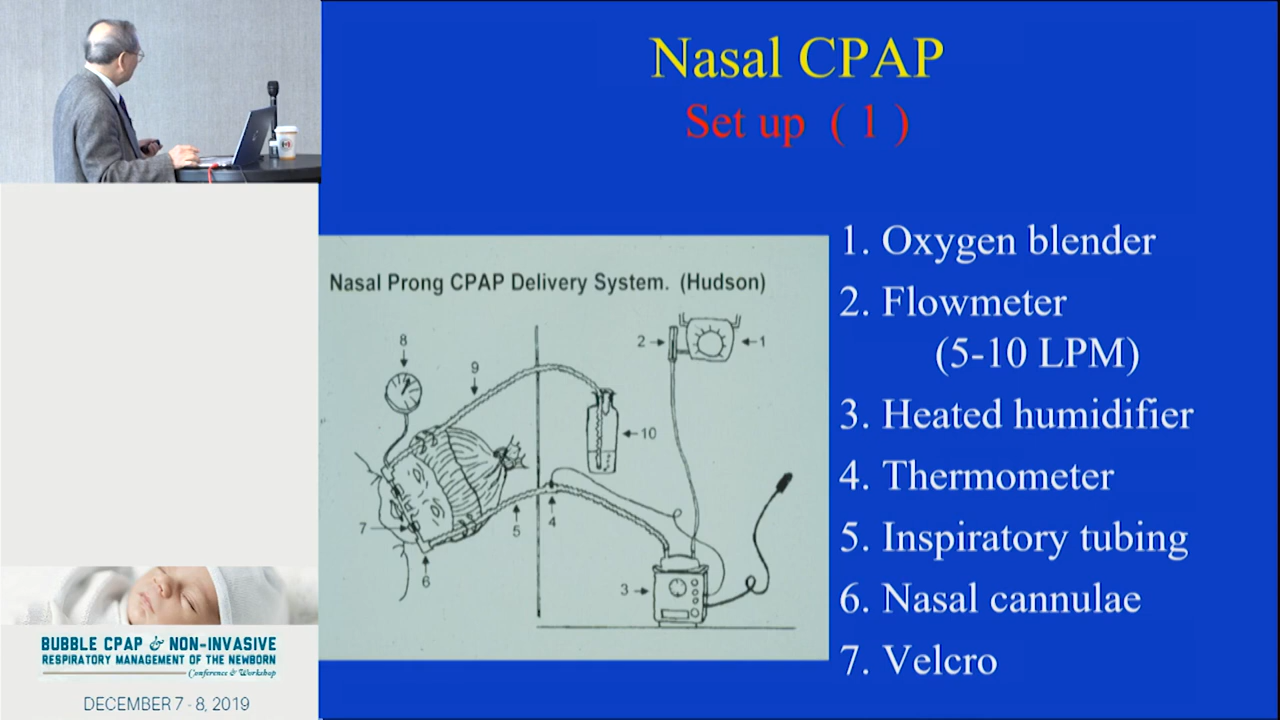 Nasal CPAP
Set up ( 1 )
Nasal Prong CPAP Delivery System. (Hudson)
8
9
2
1
10
7
5
4
6
3
1. Oxygen blender
2. Flowmeter
(5-10 LPM)
3. Heated humidifier
4. Thermometer
5. Inspiratory tubing
6. Nasal cannulae
7. Velcro
BUBBLE CPAP & NON-INVASIVE
RESPIRATORY MANAGEMENT OF THE NEWBORN
Conference & Workshop
DECEMBER 7 - 8, 2019